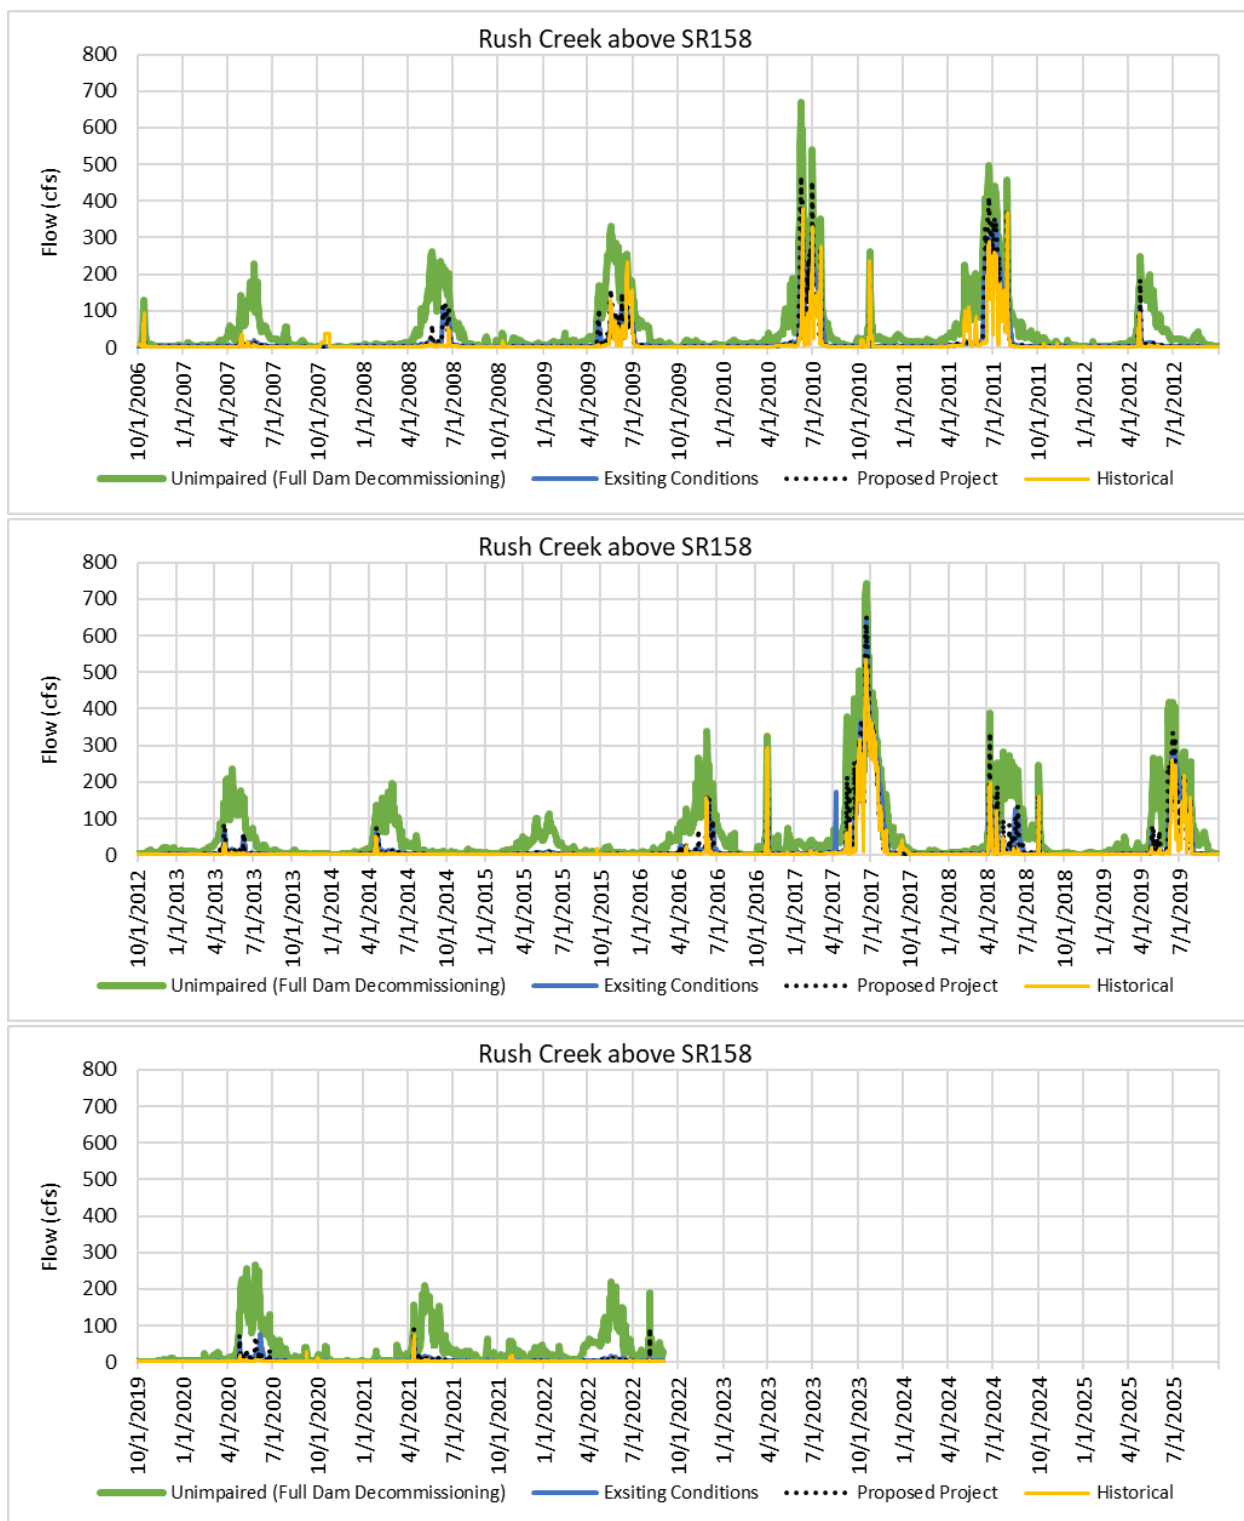 Rush Creek above SR158
800
700
600
500
400
300
200
100
0
Flow (cfs)
10/1/2006 1/1/2007 4/1/2007 7/1/2007 10/1/2007 1/1/2008 4/1/2008 7/1/2008 10/1/2008 1/1/2009 4/1/2009 7/1/2009 10/1/2009 1/1/2010 4/1/2010 7/1/2010 10/1/2010 1/1/2011 4/1/2011 7/1/2011 10/1/2011 1/1/2012 4/1/2012 7/1/2012
Unimpaired (Full Dam Decommissioning) Exsiting Conditions Proposed Project Historical
Rush Creek above SR158
800
700
600
500
400
300
200
100
0
Flow (cfs)
10/1/2012 1/1/2013 4/1/2013 7/1/2013 10/1/2013 1/1/2014 4/1/2014 7/1/2014 10/1/2014 1/1/2015 4/1/2015 7/1/2015 10/1/2015 1/1/2016 4/1/2016 7/1/2016 10/1/2016 1/1/2017 4/1/2017 7/1/2017 10/1/2017 1/1/2018 4/1/2018 7/1/2018 10/1/2018 1/1/2019 4/1/2019 7/1/2019
Unimpaired (Full Dam Decommissioning) Exsiting Conditions Proposed Project Historical
Rush Creek above SR158
800
700
600
500
400
300
200
100
0
Flow (cfs)
10/1/2019 1/1/2020 4/1/2020 7/1/2020 10/1/2020 1/1/2021 4/1/2021 7/1/2021 10/1/2021 1/1/2022 4/1/2022 7/1/2022 10/1/2022 1/1/2023 4/1/2023 7/1/2023 10/1/2023 1/1/2024 4/1/2024 7/1/2024 10/1/2024 1/1/2025 4/1/2025 7/1/2025
Unimpaired (Full Dam Decommissioning) Exsiting Conditions Proposed Project Historical